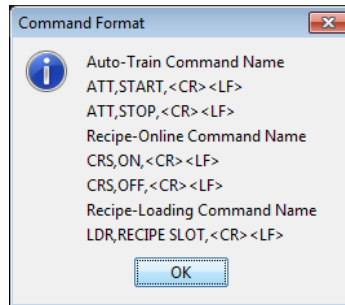 Command Format
Auto-Train Command Name
ATT,START,<CR><LF>
ATT,STOP,<CR><LF>
Recipe-Online Command Name
CRS,ON,<CR><LF>
CRS,OFF,<CR><LF>
Recipe-Loading Command Name
LDR,RECIPE SLOT,<CR><LF>
OK